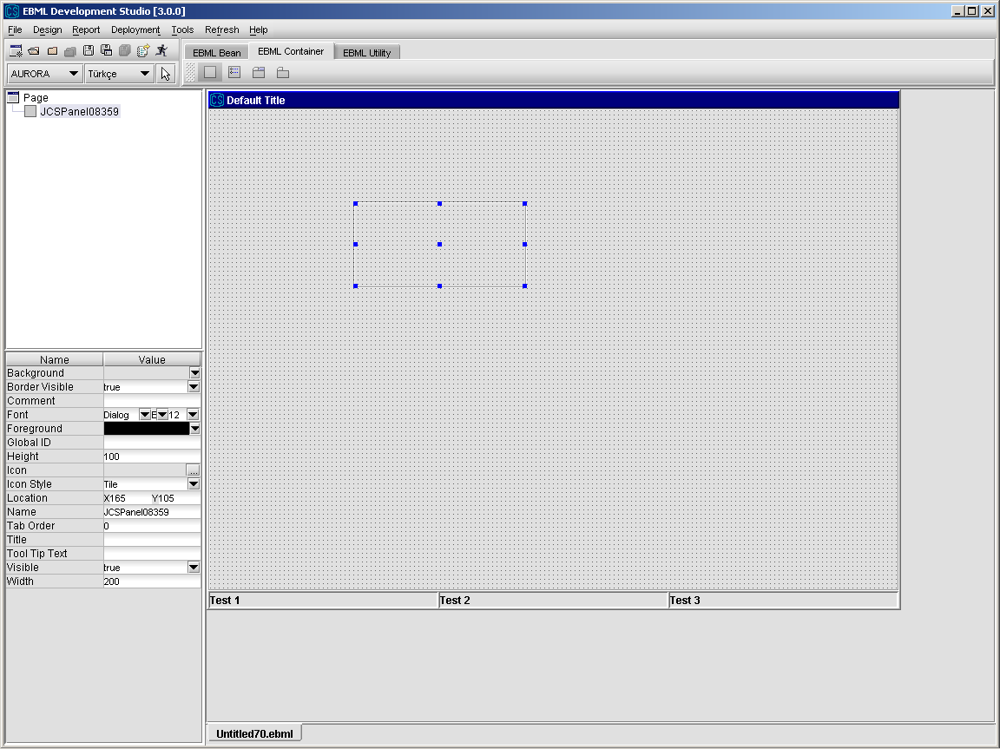 EBML Development Studio [3.0.0]
File Design Report Deployment Tools Refresh Help
EBML Bean EBML Container EBML Utility
AURORA Türkçe
Page
JCSPanel08359
CS Default Title
Name Value
Background
Border Visible true
Comment
Font Dialog E 12
Foreground
Global ID
Height 100
Icon ...
Icon Style Tile
Location X165 Y105
Name JCSPanel08359
Tab Order 0
Title
Tool Tip Text
Visible true
Width 200
Test 1 Test 2 Test 3
Untitled70.ebml